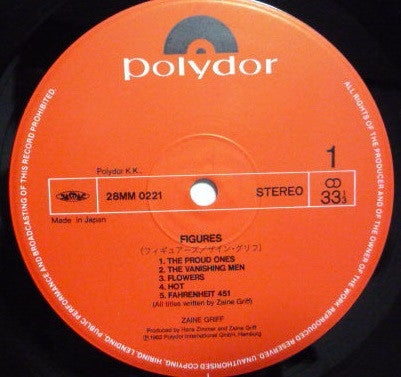 polydor
Polydor K.K.,
28MM 0221
STEREO
1
33⅓
Made in Japan
FIGURES
(フィギュアーズ/ザイン・グリフ)
1. THE PROUD ONES
2. THE VANISHING MEN
3. FLOWERS
4. HOT
5. FAHRENHEIT 451
(All titles written by Zaine Griff)
ZAINE GRIFF
Produced by Hans Zimmer and Zaine Griff
℗1982 Polydor International GmbH, Hamburg
ALL RIGHTS OF THE PRODUCER AND OF THE OWNER OF THE WORK REPRODUCED RESERVED. UNAUTHORISED COPYING, HIRING, LENDING, PUBLIC PERFORMANCE AND BROADCASTING OF THIS RECORD PROHIBITED.